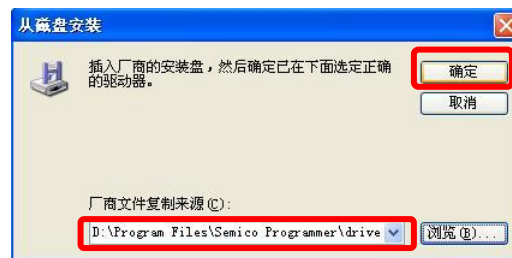 从磁盘安装
插入厂商的安装盘，然后确定已在下面选定正确
的驱动器。
确定
取消
厂商文件复制来源(C):
D:\Program Files\Semico Programmer\drive
浏览(B)...